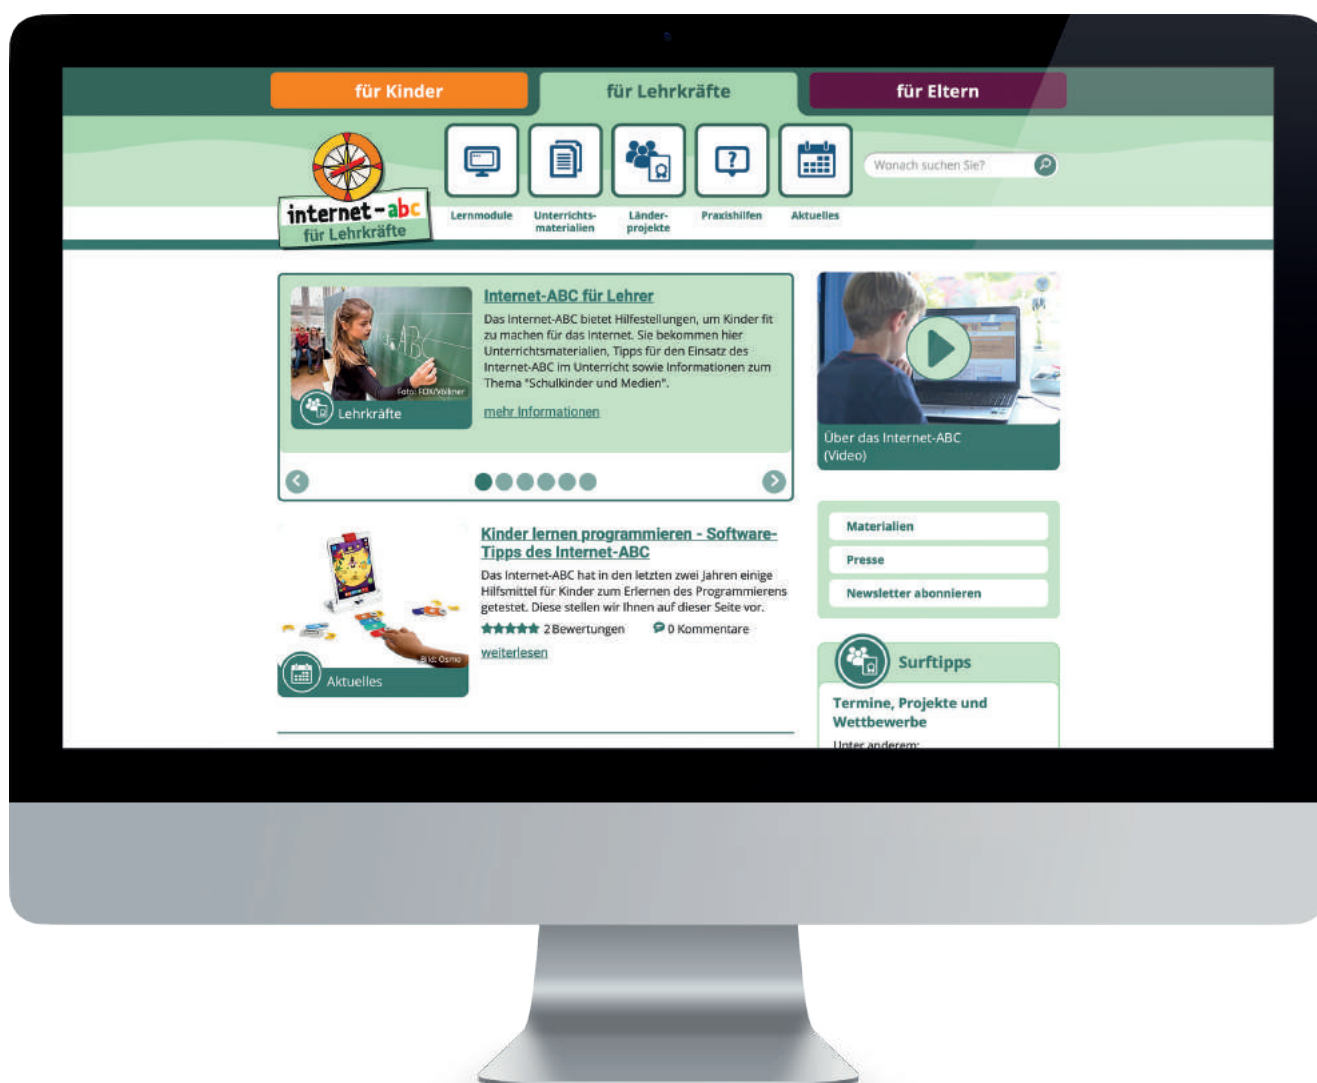 für Kinder
für Lehrkräfte
für Eltern
internet-abc
für Lehrkräfte
Lernmodule
Unterrichts-
materialien
Länder-
projekte
Praxishilfen
Aktuelles
Wonach suchen Sie?
Internet-ABC für Lehrer
Das Internet-ABC bietet Hilfestellungen, um Kinder fit
zu machen für das Internet. Sie bekommen hier
Unterrichtsmaterialien, Tipps für den Einsatz des
Internet-ABC im Unterricht sowie Informationen zum
Thema "Schulkinder und Medien".
mehr Informationen
ABC
Foto: FOX/Völkner
Lehrkräfte
Über das Internet-ABC
(Video)
Kinder lernen programmieren - Software-
Tipps des Internet-ABC
Das Internet-ABC hat in den letzten zwei Jahren einige
Hilfsmittel für Kinder zum Erlernen des Programmierens
getestet. Diese stellen wir Ihnen auf dieser Seite vor.
2 Bewertungen 0 Kommentare
weiterlesen
Bild: Osmo
Aktuelles
Materialien
Presse
Newsletter abonnieren
Surftipps
Termine, Projekte und
Wettbewerbe
Unter anderem: